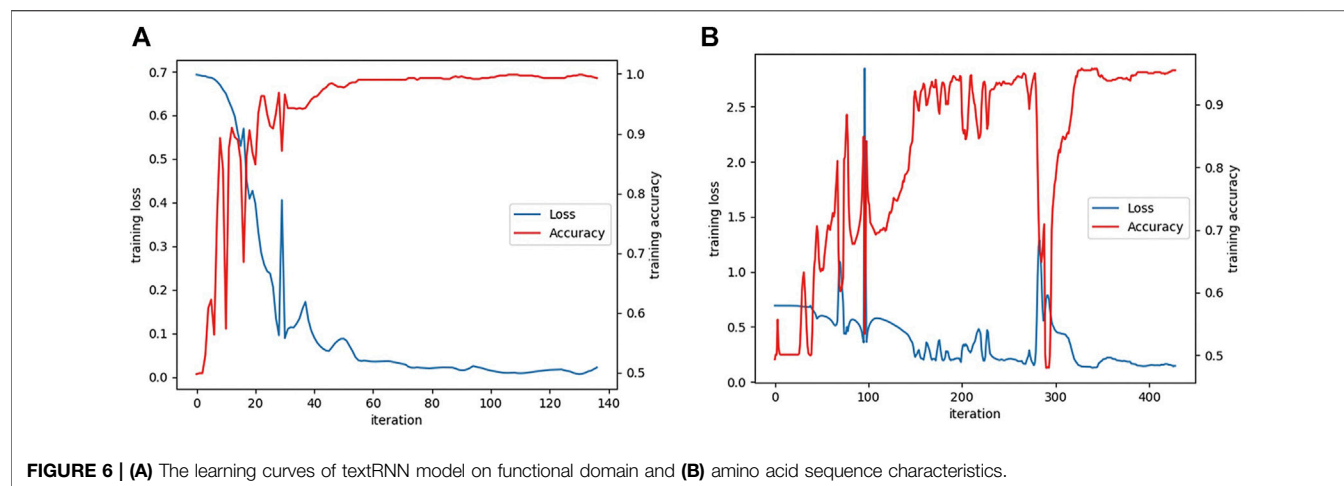 A
B
0.7
0.6
0.5
0.4
0.3
0.2
0.1
0.0
training loss
1.0
0.9
0.8
0.7
0.6
0.5
training accuracy
Loss
Accuracy
0 20 40 60 80 100 120 140
iteration
2.5
2.0
1.5
1.0
0.5
0.0
training loss
0.9
0.8
0.7
0.6
0.5
training accuracy
Loss
Accuracy
0 100 200 300 400
iteration
FIGURE 6 | (A) The learning curves of textRNN model on functional domain and (B) amino acid sequence characteristics.